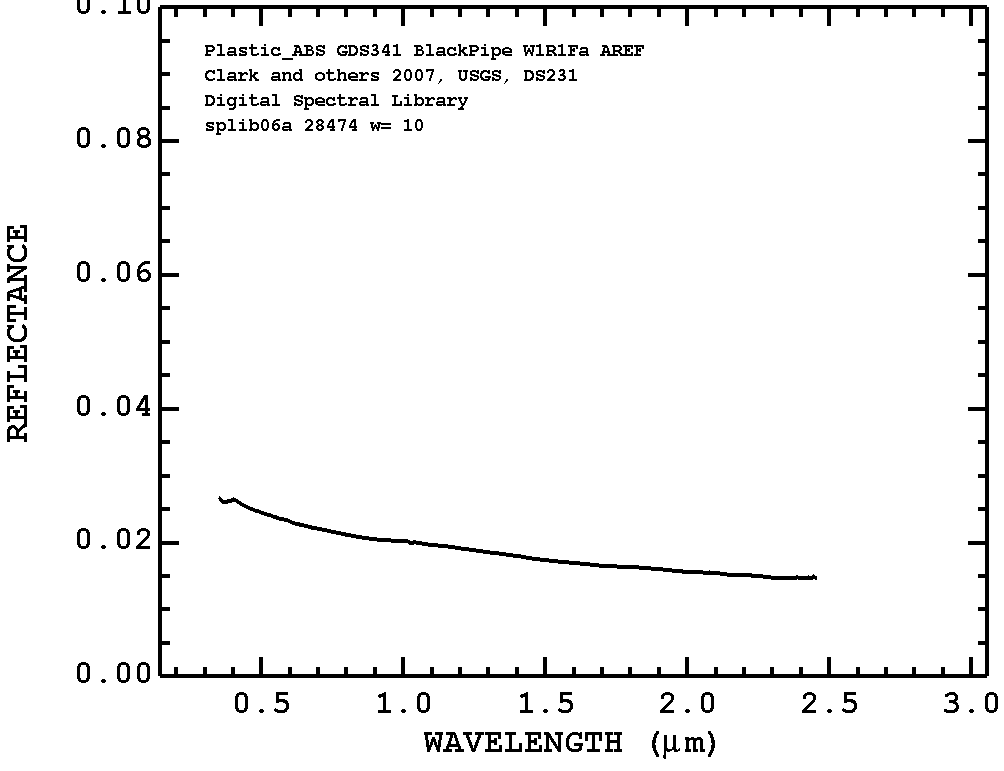 0.10
Plastic_ABS GDS341 BlackPipe W1R1Fa AREF
Clark and others 2007, USGS, DS231
Digital Spectral Library
splib06a 28474 w= 10
0.08
0.06
0.04
0.02
0.00
REFLECTANCE
0.5 1.0 1.5 2.0 2.5 3.0
WAVELENGTH (μm)